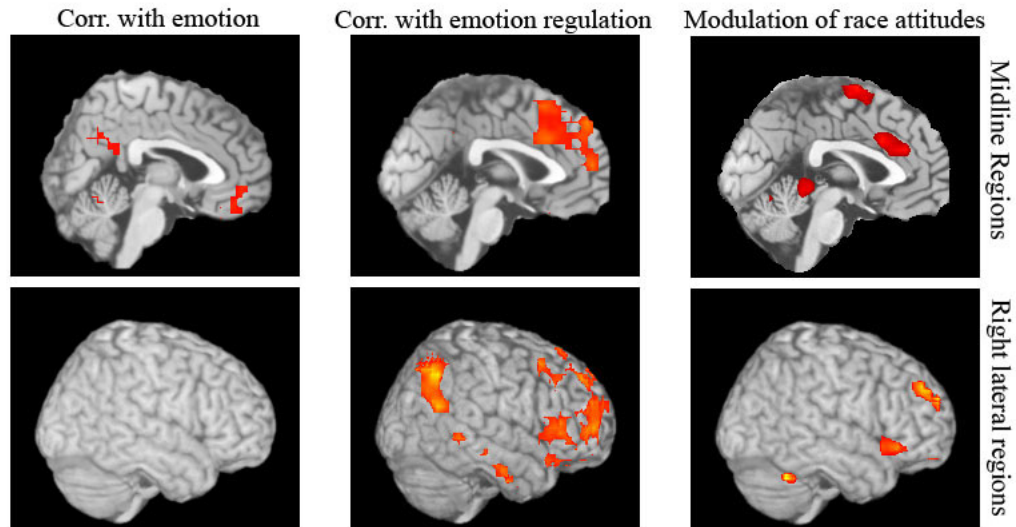 Corr. with emotion
Corr. with emotion regulation
Modulation of race attitudes
Midline Regions
Right lateral regions